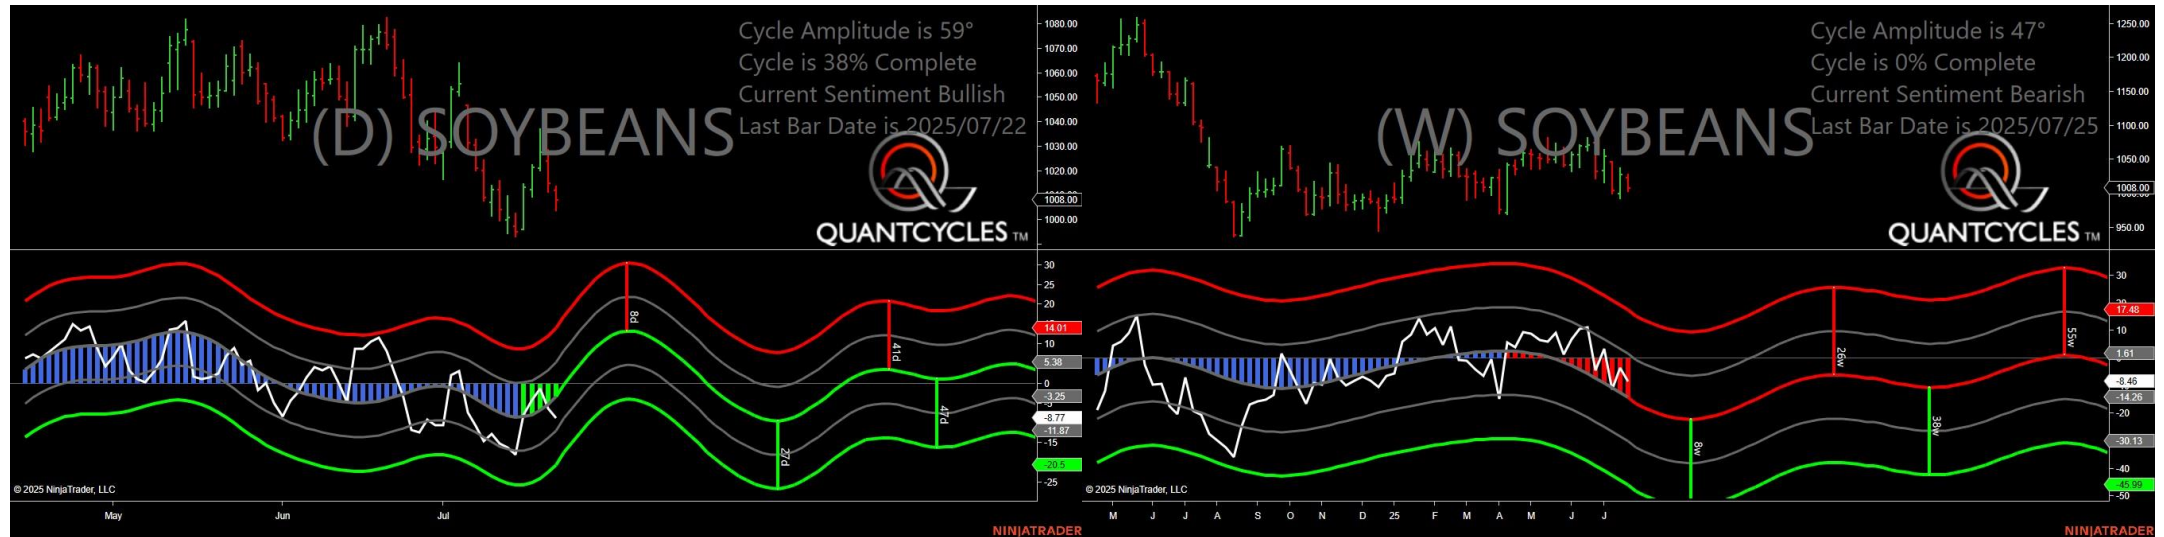 Cycle Amplitude is 59°
Cycle is 38% Complete
Current Sentiment Bullish
Last Bar Date is 2025/07/22
(D) SOYBEANS
QUANTCYCLES TM
1080.00
1070.00
1060.00
1050.00
1040.00
1030.00
1020.00
1008.00
1000.00
30
25
20
14.01
10
5.38
0
-3.25
-8.77
-11.87
-15
-20.5
-25
8d
27d
41d
47d
© 2025 NinjaTrader, LLC
May
Jun
Jul
NINJATRADER
Cycle Amplitude is 47°
Cycle is 0% Complete
Current Sentiment Bearish
Last Bar Date is 2025/07/25
(W) SOYBEANS
QUANTCYCLES TM
1250.00
1200.00
1150.00
1100.00
1050.00
1008.00
950.00
30
17.48
10
1.61
-8.46
-14.26
-20
-30.13
-40
-45.99
-50
8w
26w
38w
55w
© 2025 NinjaTrader, LLC
M J J A S O N D 25 F M A M J J
NINJATRADER